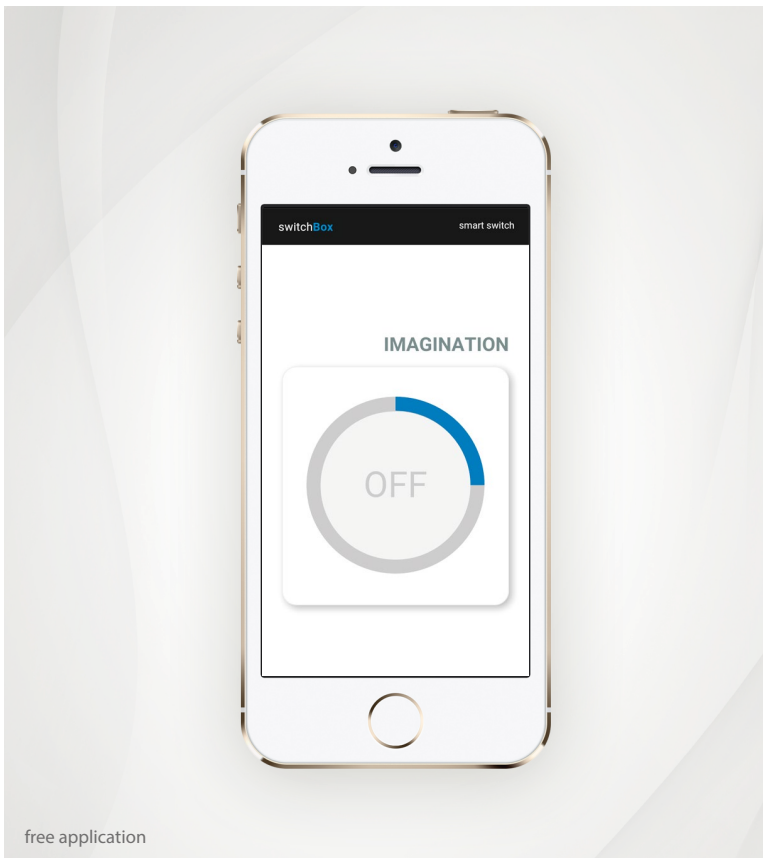 switchBox
smart switch
IMAGINATION
OFF
free application